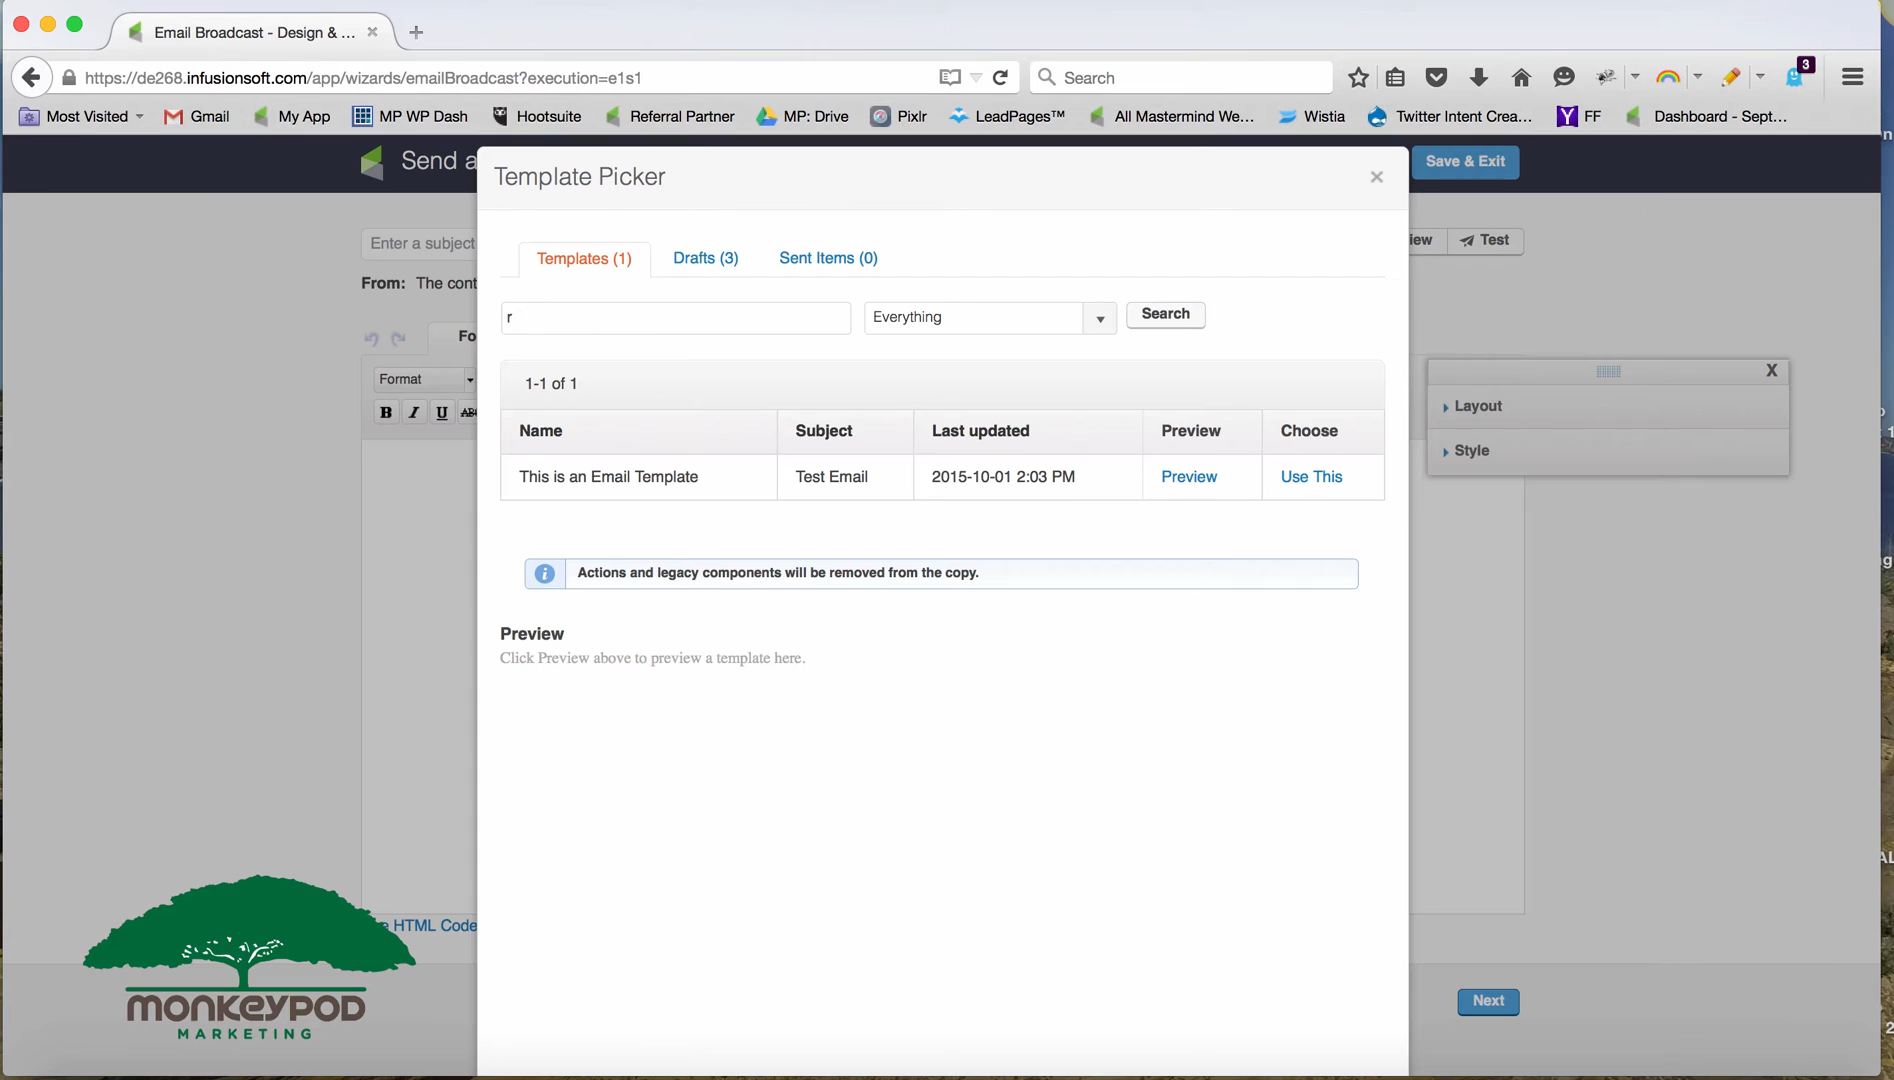 Email Broadcast - Design & ...
https://de268.infusionsoft.com/app/wizards/emailBroadcast?execution=e1s1
Search
3
Most Visited
Gmail
My App
MP WP Dash
Hootsuite
Referral Partner
MP: Drive
Pixlr
LeadPages™
All Mastermind We...
Wistia
Twitter Intent Crea...
FF
Dashboard - Sept...
Send a
Template Picker
×
Save & Exit
Enter a subject
iew
Test
From: The cont
Templates (1)
Drafts (3)
Sent Items (0)
r
Everything
Search
Fo
Format
B I U ABC
X
Layout
Style
1-1 of 1
Name Subject Last updated Preview Choose
This is an Email Template Test Email 2015-10-01 2:03 PM Preview Use This
i Actions and legacy components will be removed from the copy.
Preview
Click Preview above to preview a template here.
HTML Code
Next
MONKEYPOD
MARKETING